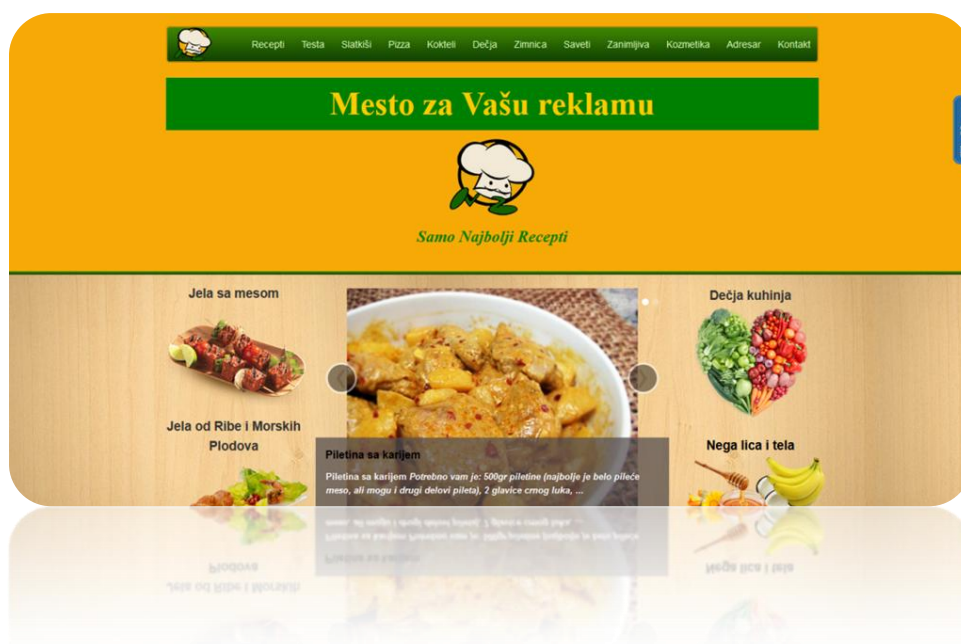 Recepti Testa Slatkiši Pizza Kokteli Dečja Zimnica Saveti Zanimljiva Kozmetika Adresar Kontakt
Mesto za Vašu reklamu
Samo Najbolji Recepti
Jela sa mesom
Jela od Ribe i Morskih
Plodova
Piletina sa karijem
Piletina sa karijem Potrebno vam je: 500gr piletine (najbolje je belo pileće
meso, ali mogu i drugi delovi pileta), 2 glavice crnog luka, ...
Dečja kuhinja
Nega lica i tela